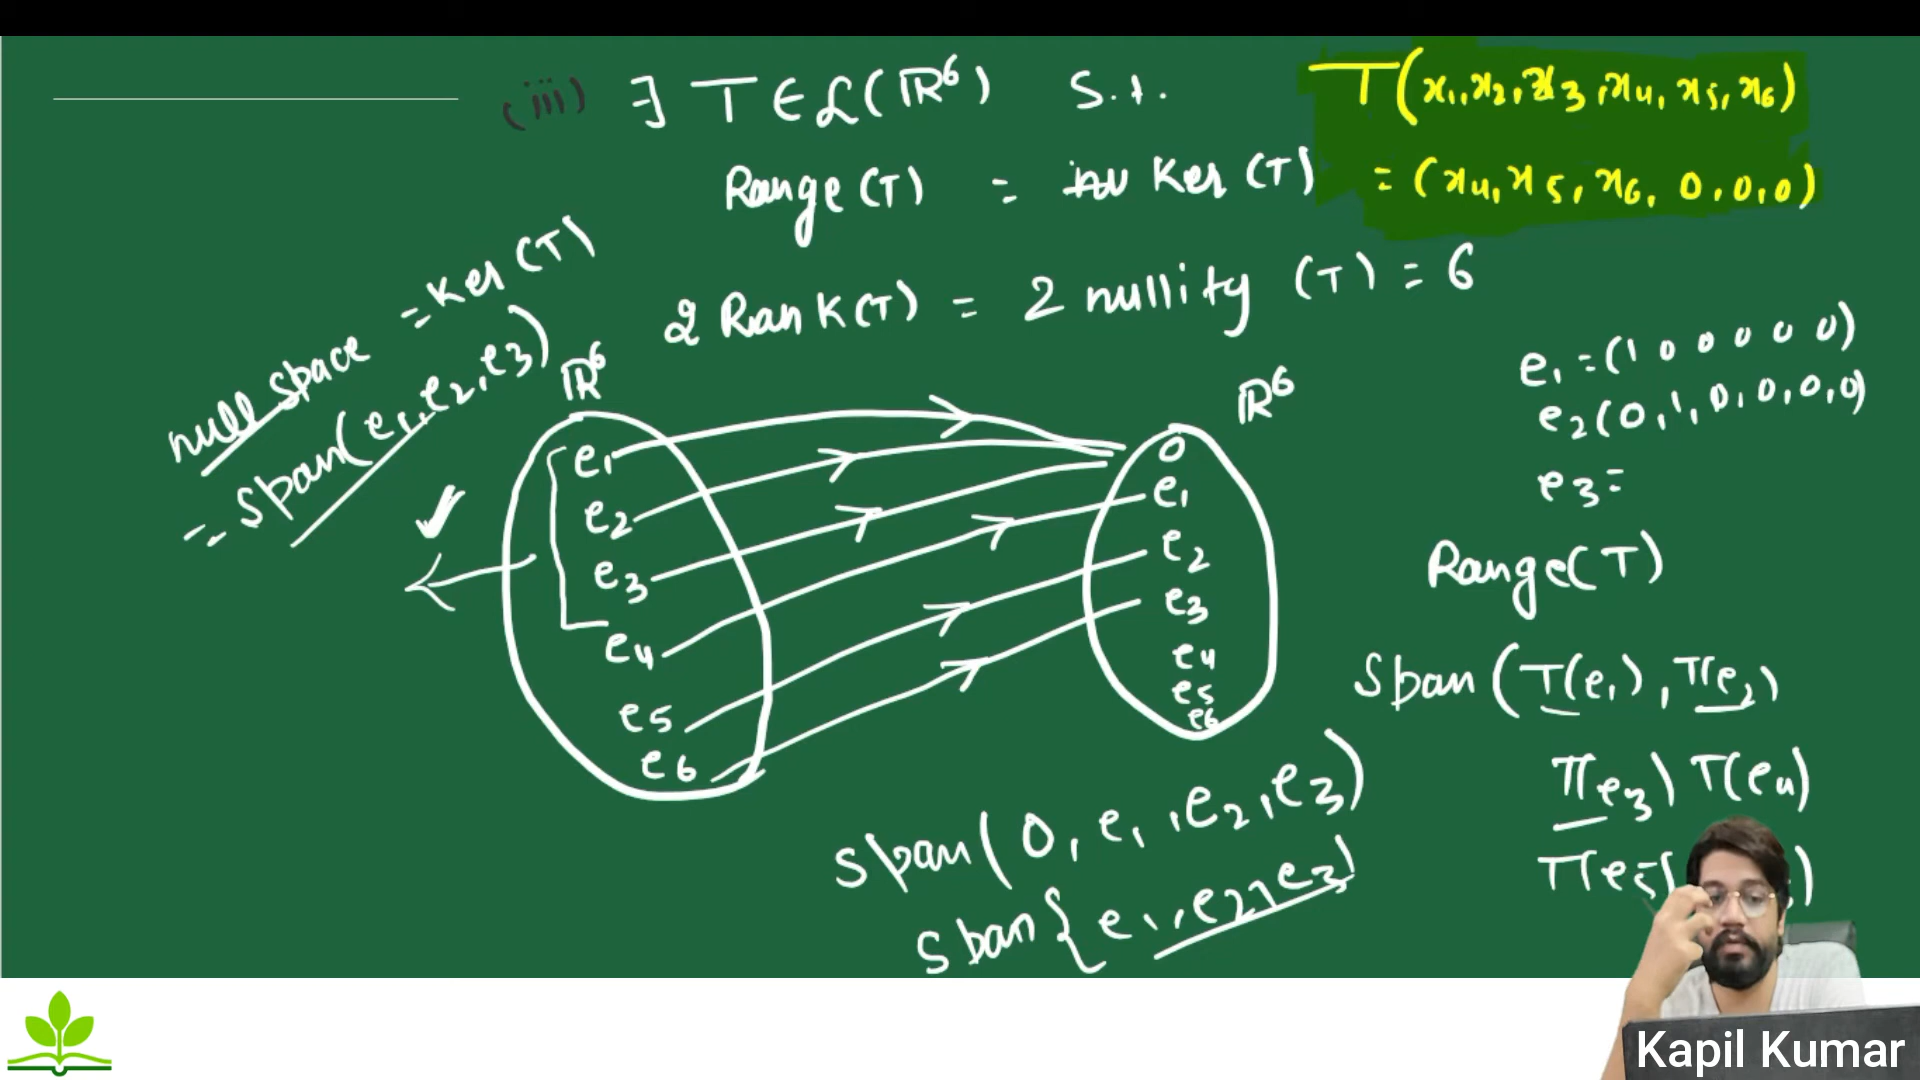 (iii) ∃ T ∈ L(ℝ⁶) s.t.
T(x₁,x₂,x₃,x₄,x₅,x₆)
= (x₄,x₅,x₆,0,0,0)
Range(T) = Ker(T)
2 Rank(T) = 2 nullity (T) = 6
null space = Ker(T)
= span(e₁,e₂,e₃)
ℝ⁶
e₁
e₂
e₃
e₄
e₅
e₆
ℝ⁶
0
e₁
e₂
e₃
e₄
e₅
e₆
e₁ = (1 0 0 0 0 0)
e₂(0,1,0,0,0,0)
e₃=
Range(T)
Span (T(e₁), T(e₂)
T(e₃) T(e₄)
T(e₅)
span(0,e₁,e₂,e₃)
span{e₁,e₂,e₃}
Kapil Kumar